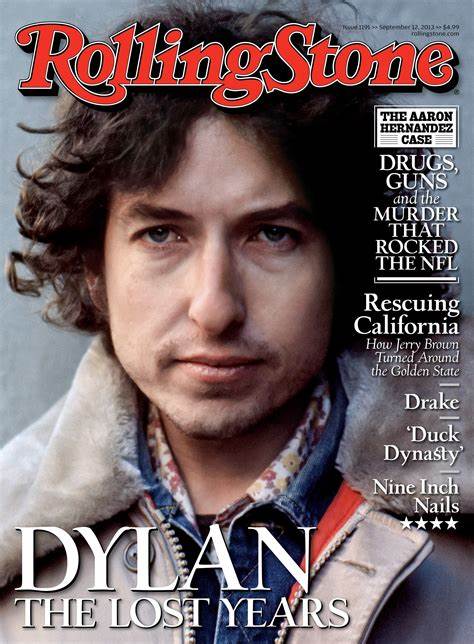 Issue 1191 >> September 12, 2013 >> $4.99
rollingstone.com
RollingStone
THE AARON
HERNANDEZ
CASE
DRUGS,
GUNS
and the
MURDER
THAT
ROCKED
THE NFL
Rescuing
California
How Jerry Brown
Turned Around
the Golden State
Drake
‘Duck
Dynasty’
Nine Inch
Nails
★★★★
DYLAN
THE LOST YEARS